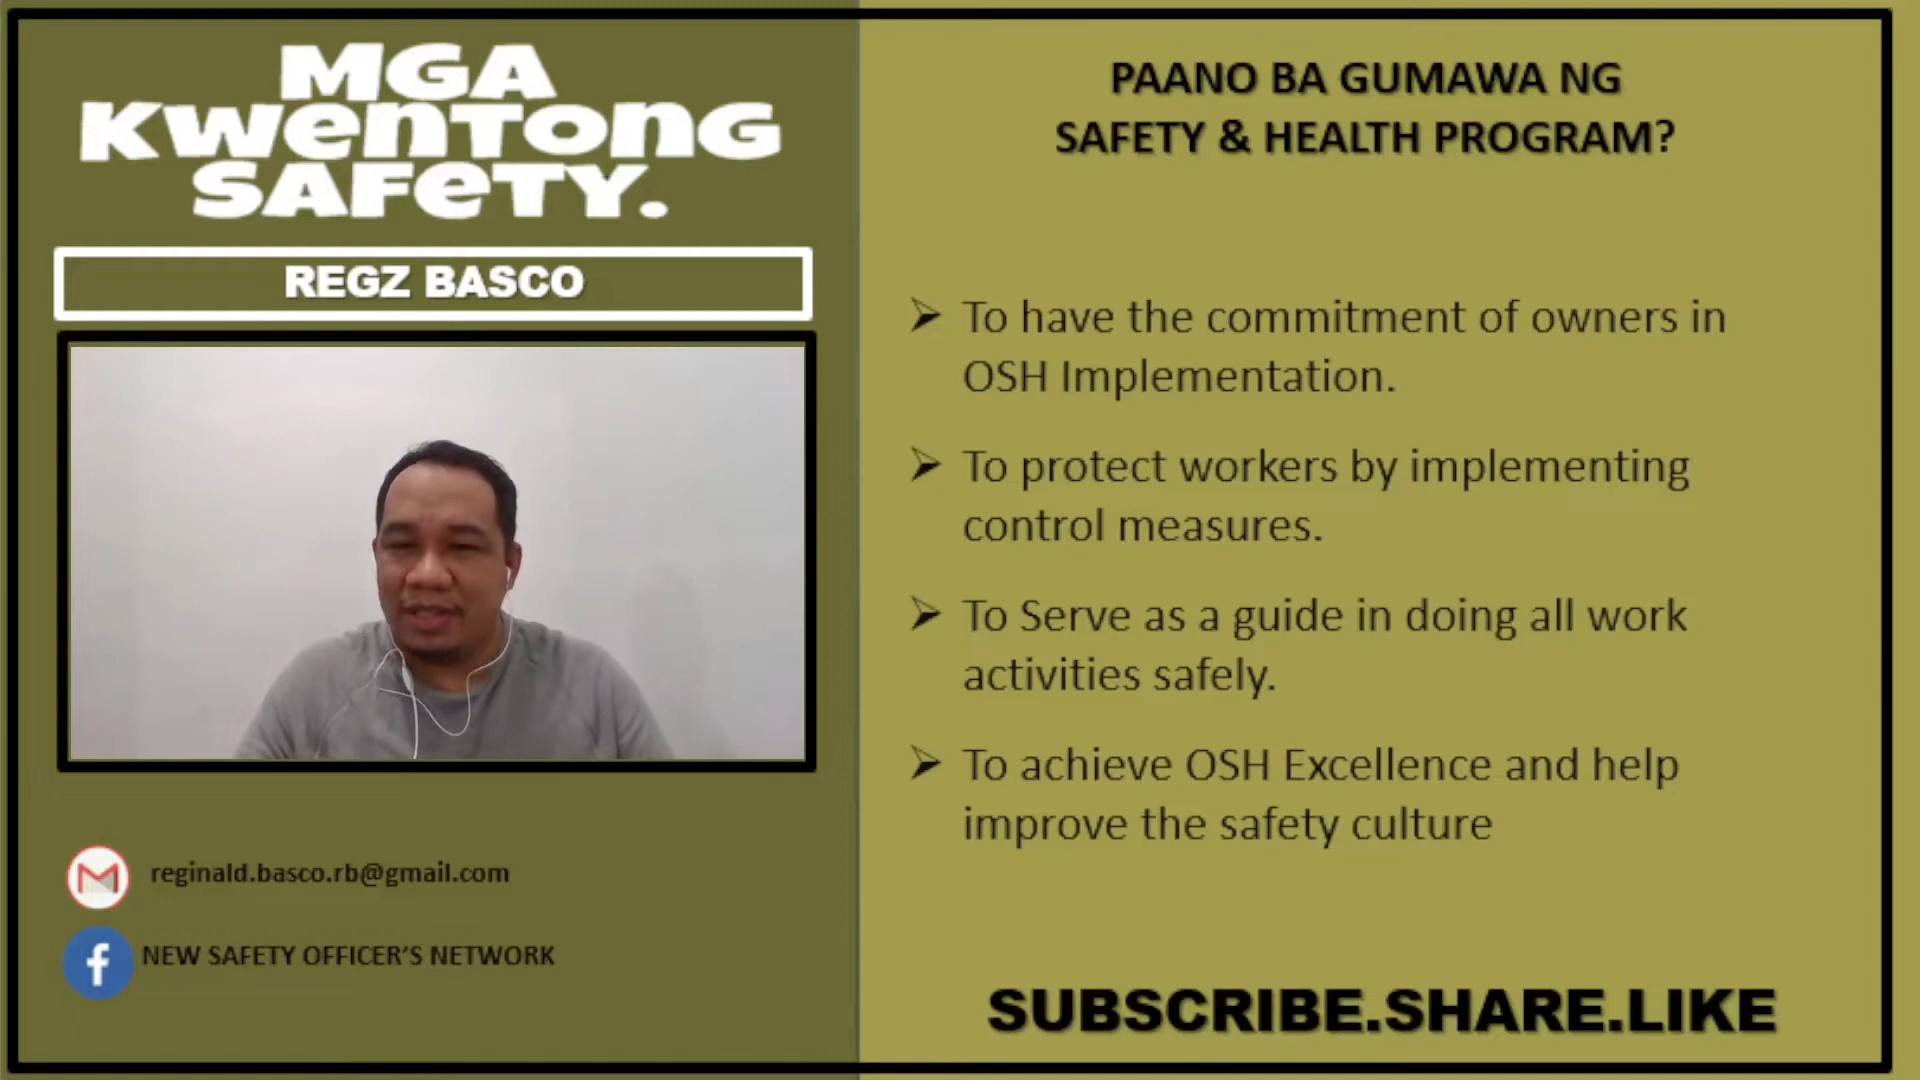 MGA
KWENTONG
SAFETY.
REGZ BASCO
reginald.basco.rb@gmail.com
NEW SAFETY OFFICER'S NETWORK
PAANO BA GUMAWA NG
SAFETY & HEALTH PROGRAM?
➢ To have the commitment of owners in
OSH Implementation.
➢ To protect workers by implementing
control measures.
➢ To Serve as a guide in doing all work
activities safely.
➢ To achieve OSH Excellence and help
improve the safety culture
SUBSCRIBE.SHARE.LIKE